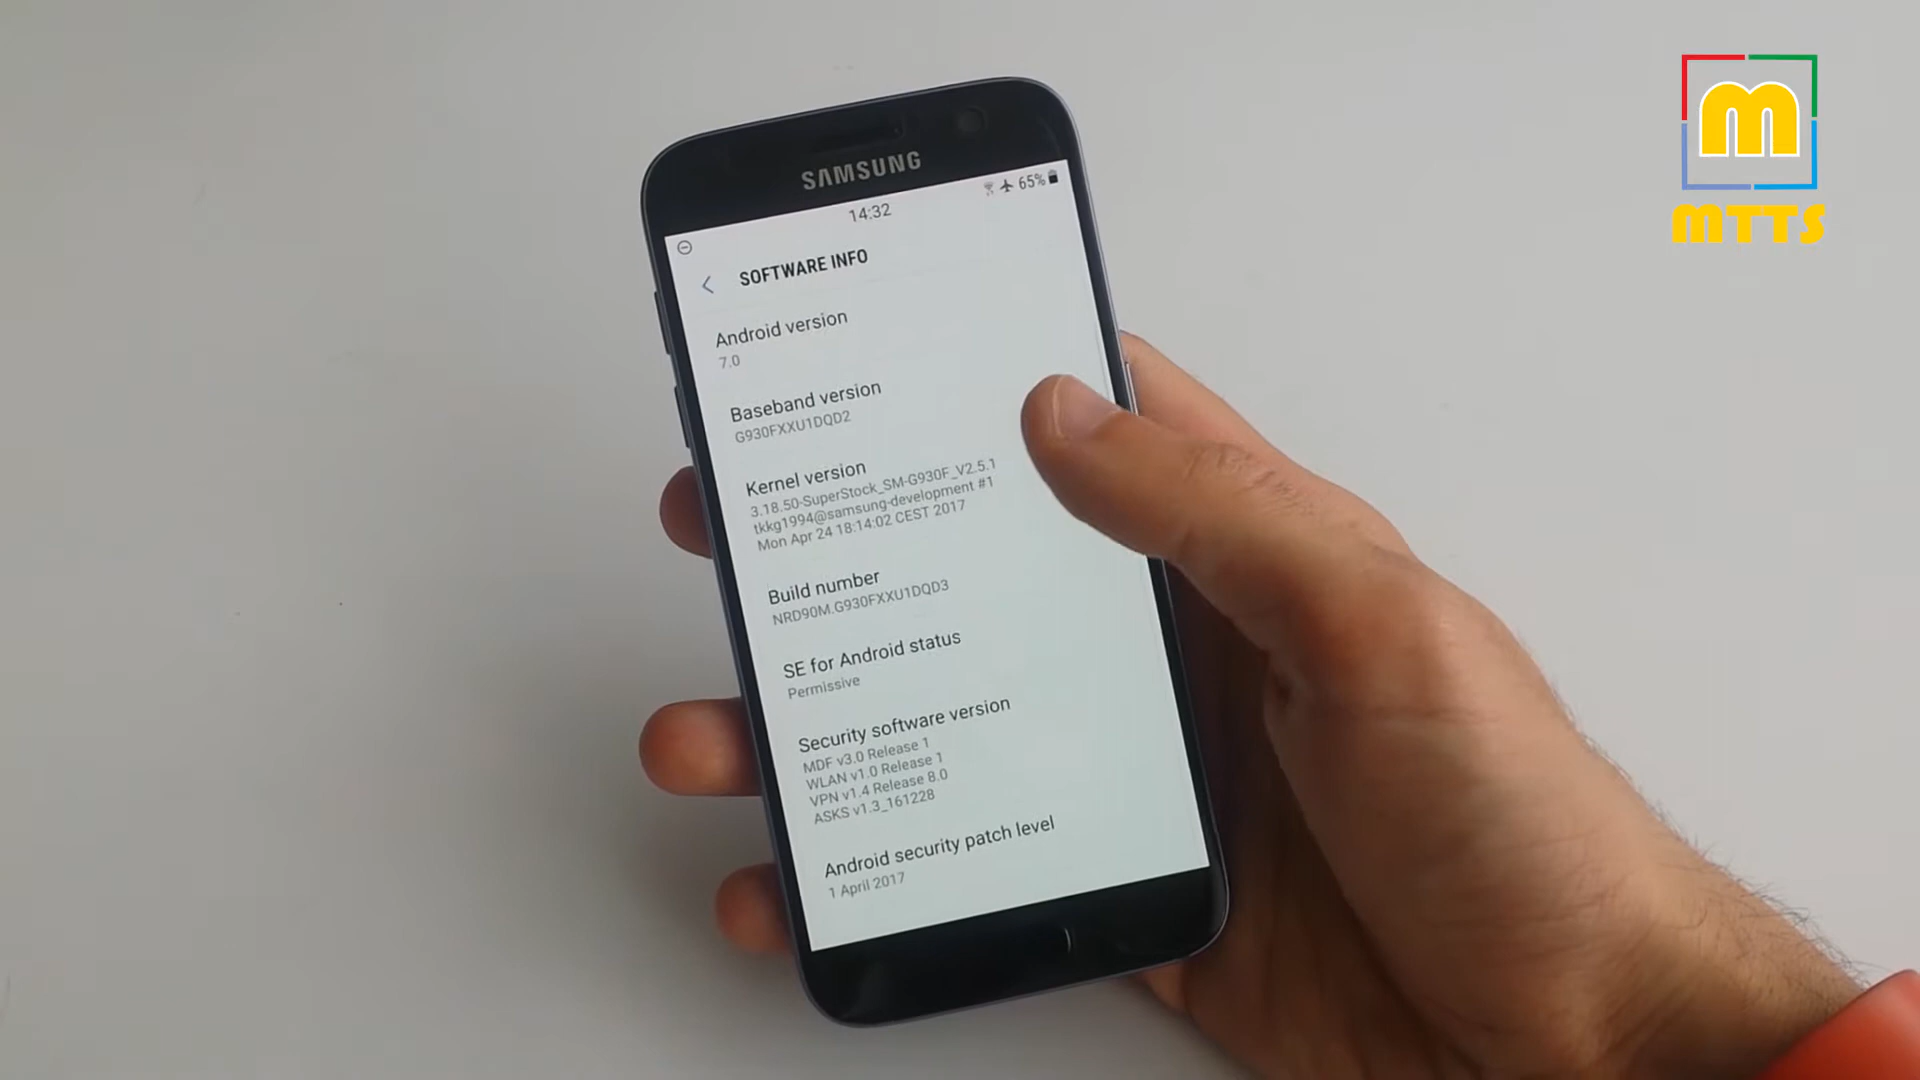 SAMSUNG
65%
14:32
SOFTWARE INFO
Android version
7.0
Baseband version
G930FXXU1DQD2
Kernel version
3.18.50-SuperStock_SM-G930F_V2.5.1
tkkg1994@samsung-development #1
Mon Apr 24 18:14:02 CEST 2017
Build number
NRD90M.G930FXXU1DQD3
SE for Android status
Permissive
Security software version
MDF v3.0 Release 1
WLAN v1.0 Release 1
VPN v1.4 Release 8.0
ASKS v1.3_161228
Android security patch level
1 April 2017
m
MTTS